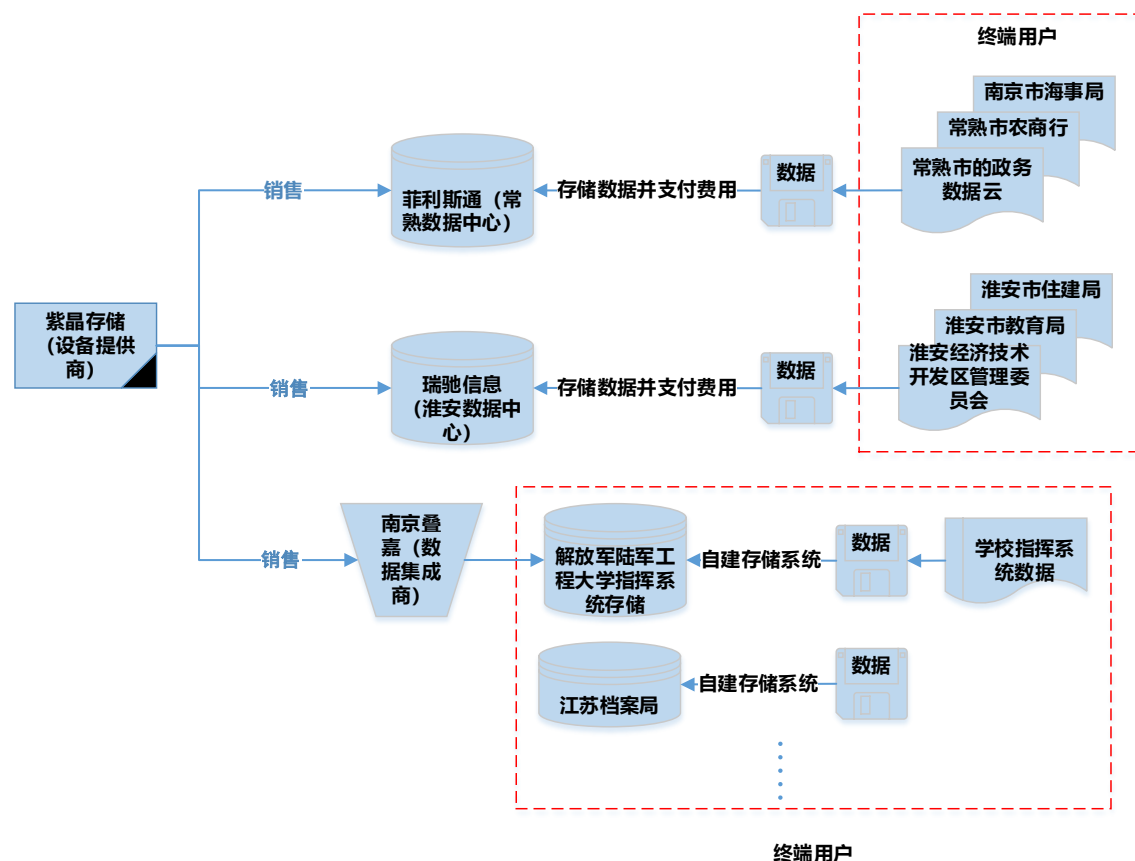 终端用户
南京市海事局
常熟市农商行
常熟市的政务
数据云
数据
存储数据并支付费用
菲利斯通（常
熟数据中心）
销售
紫晶存储
（设备提供
商）
淮安市住建局
淮安市教育局
淮安经济技术
开发区管理委
员会
数据
存储数据并支付费用
瑞驰信息
（淮安数据中
心）
销售
销售
南京叠
嘉（数
据集成
商）
解放军陆军工
程大学指挥系
统存储
自建存储系统
数据
学校指挥系
统数据
江苏档案局
自建存储系统
数据
终端用户